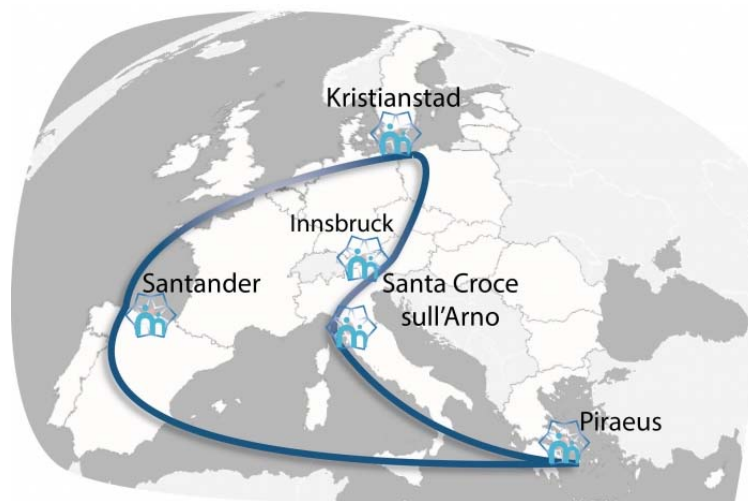 Kristianstad
Innsbruck
Santander
Santa Croce
sull'Arno
Piraeus